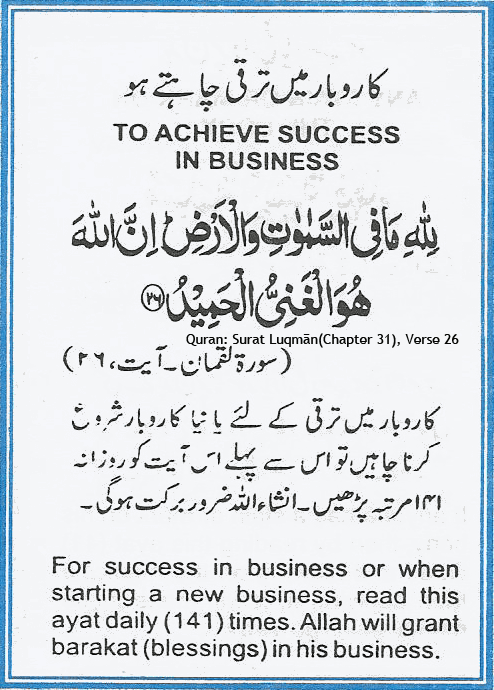 کاروبار میں ترقی چاہتے ہو
TO ACHIEVE SUCCESS
IN BUSINESS
لِلّٰهِ مَا فِى السَّمٰوٰتِ وَالْاَرْضِ ؕ اِنَّ اللّٰهَ
هُوَ الْغَنِىُّ الْحَمِيْدُ ﴿۲۶﴾
Quran: Surat Luqmān(Chapter 31), Verse 26
(سورۃ لقمان ۔ آیت، ۲۶)
کاروبار میں ترقی کے لئے یا نیا کاروبار شروع
کرنا چاہیں تو اس سے پہلے اس آیت کو روزانہ
۱۴۱ مرتبہ پڑھیں ۔ انشاء اللہ ضرور برکت ہوگی ۔
For success in business or when
starting a new business, read this
ayat daily (141) times. Allah will grant
barakat (blessings) in his business.